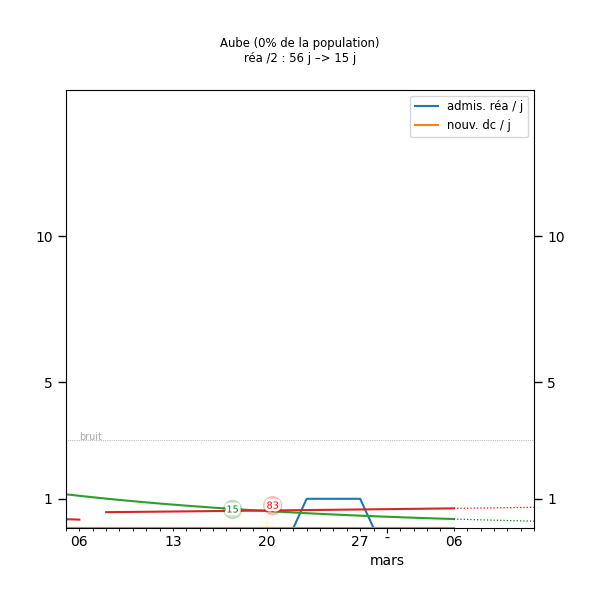 Aube (0% de la population)
réa /2 : 56 j –> 15 j
admis. réa / j
nouv. dc / j
10 10
5 5
bruit
1 1
15 83
06 13 20 27 - 06
mars